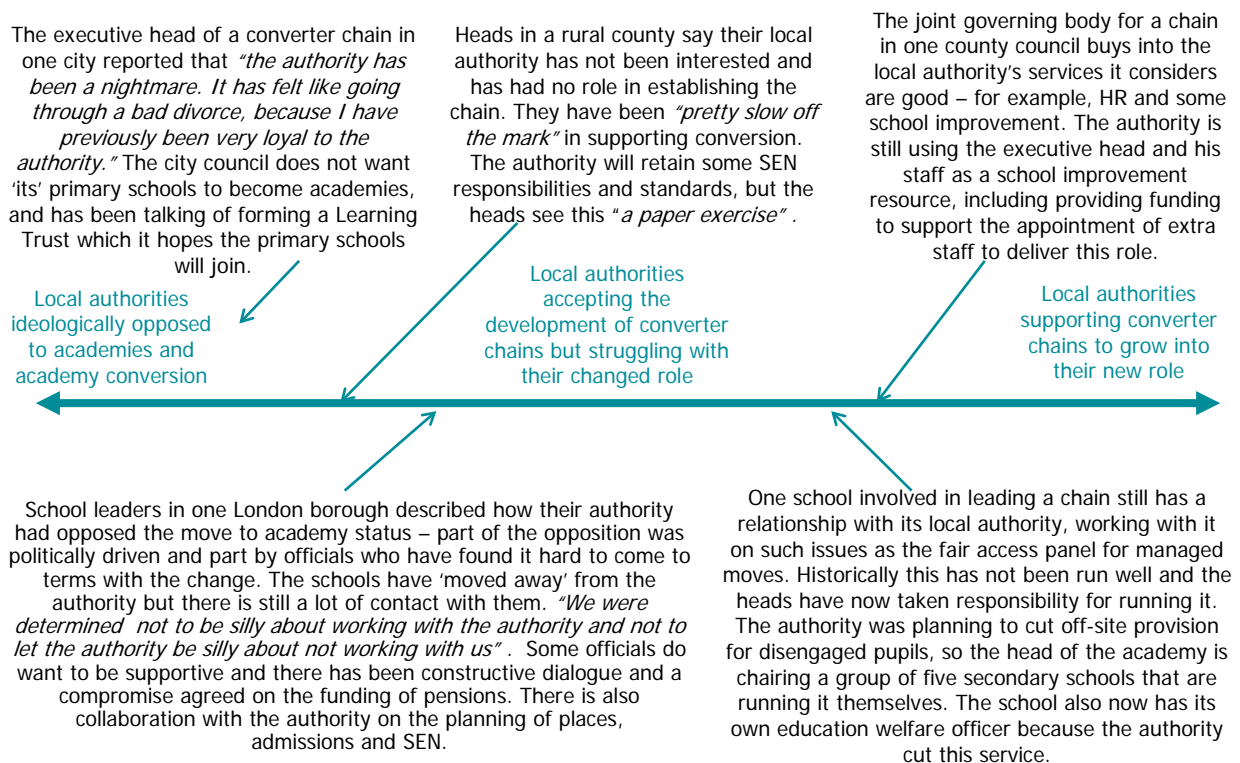 The executive head of a converter chain in
one city reported that “the authority has
been a nightmare. It has felt like going
through a bad divorce, because I have
previously been very loyal to the
authority.” The city council does not want
‘its’ primary schools to become academies,
and has been talking of forming a Learning
Trust which it hopes the primary schools
will join.
Heads in a rural county say their local
authority has not been interested and
has had no role in establishing the
chain. They have been “pretty slow off
the mark” in supporting conversion.
The authority will retain some SEN
responsibilities and standards, but the
heads see this “a paper exercise” .
The joint governing body for a chain
in one county council buys into the
local authority’s services it considers
are good – for example, HR and some
school improvement. The authority is
still using the executive head and his
staff as a school improvement
resource, including providing funding
to support the appointment of extra
staff to deliver this role.
Local authorities
ideologically opposed
to academies and
academy conversion
Local authorities
accepting the
development of converter
chains but struggling with
their changed role
Local authorities
supporting converter
chains to grow into
their new role
School leaders in one London borough described how their authority
had opposed the move to academy status – part of the opposition was
politically driven and part by officials who have found it hard to come to
terms with the change. The schools have ‘moved away’ from the
authority but there is still a lot of contact with them. “We were
determined not to be silly about working with the authority and not to
let the authority be silly about not working with us” . Some officials do
want to be supportive and there has been constructive dialogue and a
compromise agreed on the funding of pensions. There is also
collaboration with the authority on the planning of places,
admissions and SEN.
One school involved in leading a chain still has a
relationship with its local authority, working with it
on such issues as the fair access panel for managed
moves. Historically this has not been run well and the
heads have now taken responsibility for running it.
The authority was planning to cut off-site provision
for disengaged pupils, so the head of the academy is
chairing a group of five secondary schools that are
running it themselves. The school also now has its
own education welfare officer because the authority
cut this service.